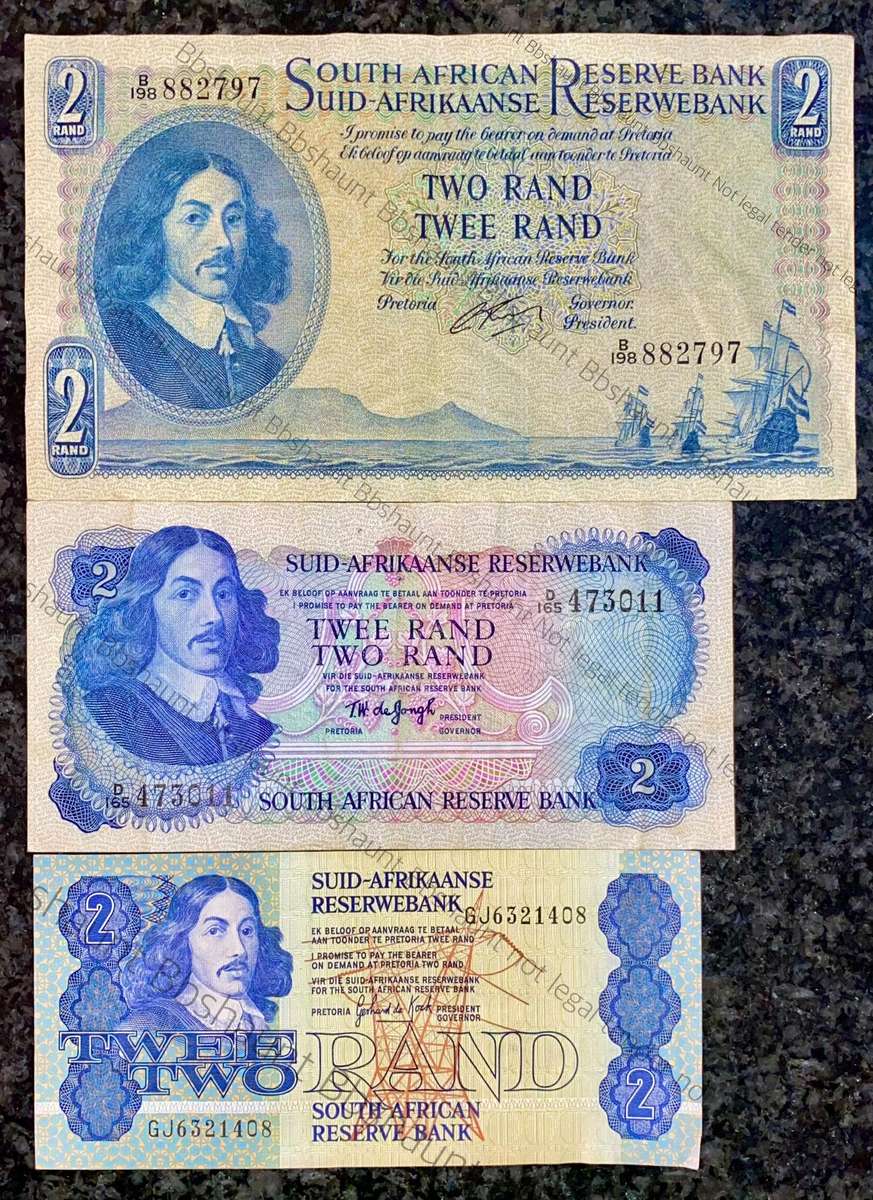 2
RAND
B/198 882797
SOUTH AFRICAN RESERVE BANK
SUID-AFRIKAANSE RESERWEBANK
2
RAND
I promise to pay the bearer on demand at Pretoria
Ek beloof op aanvraag te betaal aan toonder te Pretoria
TWO RAND
TWEE RAND
For the South African Reserve Bank
Vir die Suid-Afrikaanse Reserwebank
Pretoria
Governor.
President.
B/198 882797
2
RAND
2
SUID-AFRIKAANSE RESERWEBANK
EK BELOOF OP AANVRAAG TE BETAAL AAN TOONDER TE PRETORIA
I PROMISE TO PAY THE BEARER ON DEMAND AT PRETORIA
D/165 473011
TWEE RAND
TWO RAND
VIR DIE SUID-AFRIKAANSE RESERWEBANK
FOR THE SOUTH AFRICAN RESERVE BANK
T.W. de Jongh
PRESIDENT
PRETORIA GOVERNOR
2
D/165 473011
SOUTH AFRICAN RESERVE BANK
2
SUID-AFRIKAANSE
RESERWEBANK
GJ6321408
EK BELOOF OP AANVRAAG TE BETAAL
AAN TOONDER TE PRETORIA TWEE RAND
I PROMISE TO PAY THE BEARER
ON DEMAND AT PRETORIA TWO RAND
VIR DIE SUID-AFRIKAANSE RESERWEBANK
FOR THE SOUTH AFRICAN RESERVE BANK
PRETORIA Gerhard de Kock PRESIDENT
GOVERNOR
TWEE
TWO
RAND
2
SOUTH AFRICAN
RESERVE BANK
GJ6321408
Bbshaunt Not legal tender